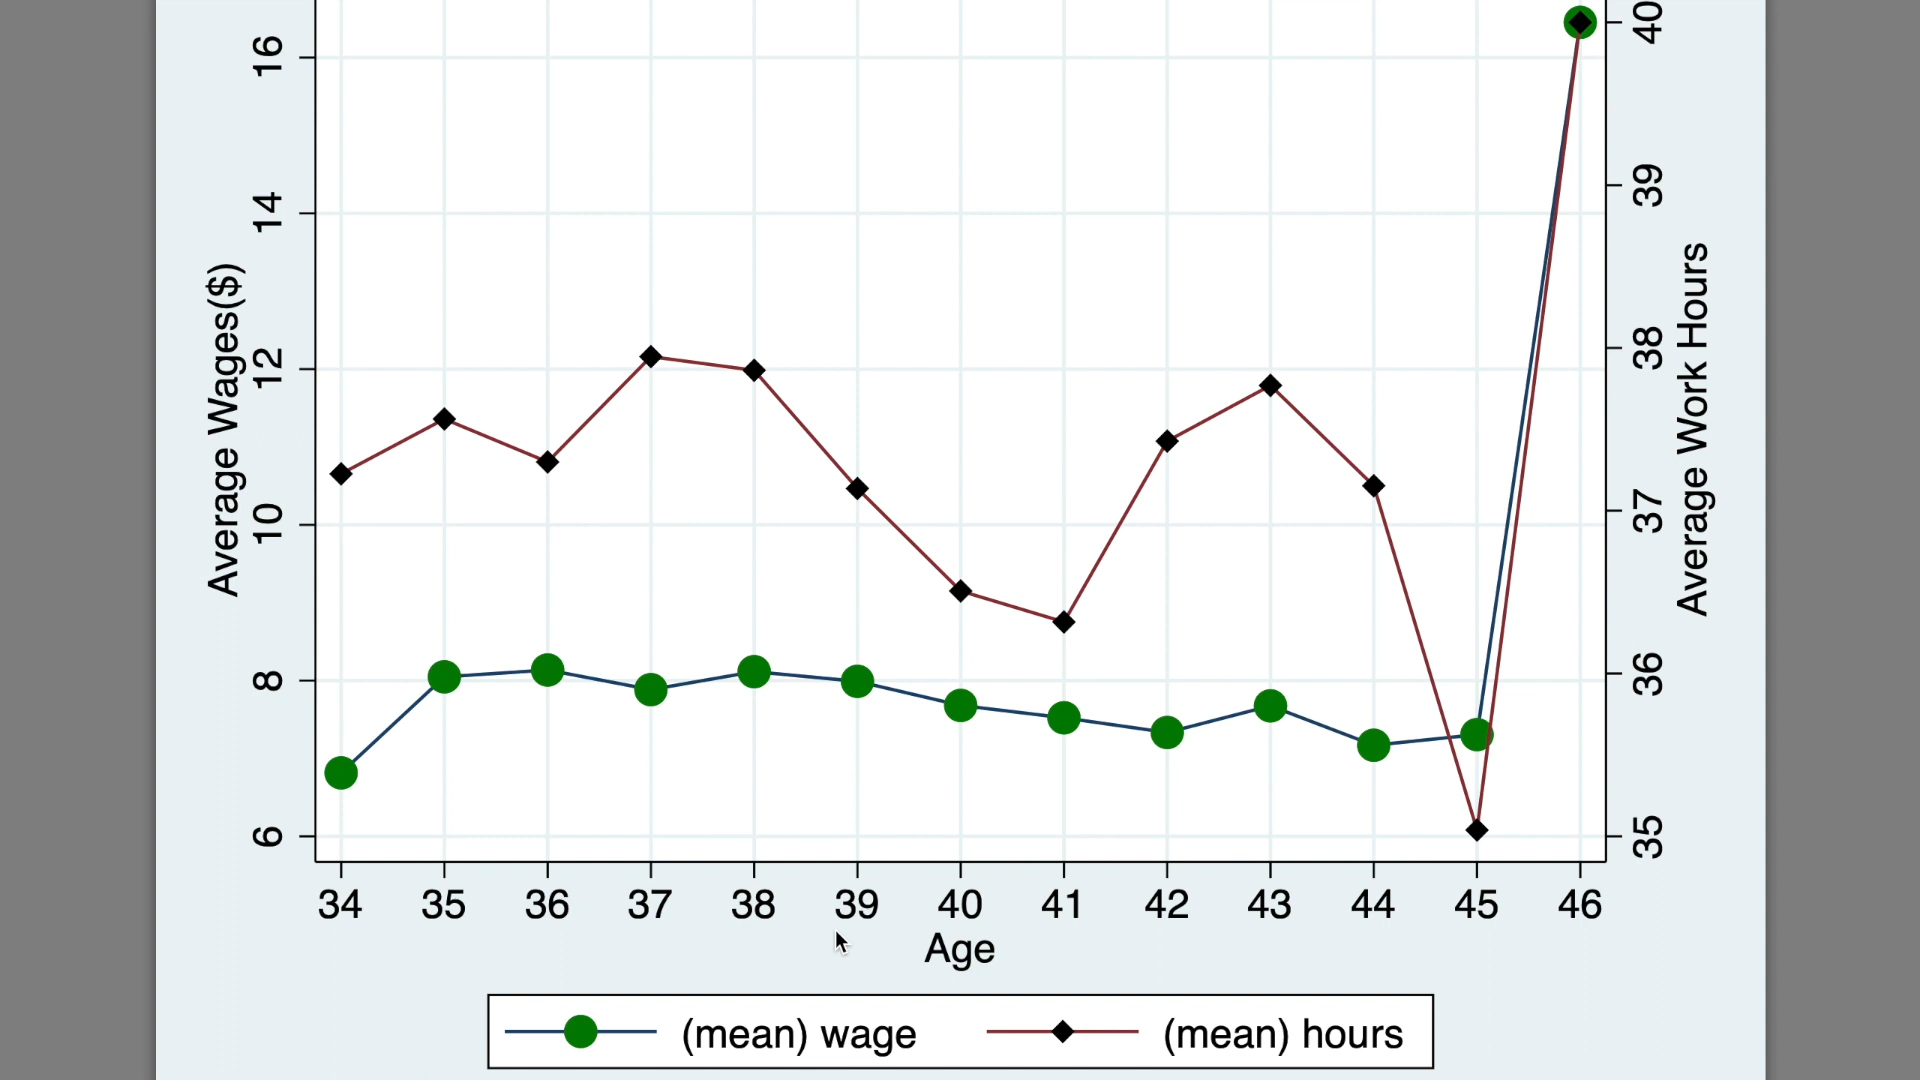 16
14
12
10
8
6
Average Wages($)
40
39
38
37
36
35
Average Work Hours
34 35 36 37 38 39 40 41 42 43 44 45 46
Age
(mean) wage (mean) hours